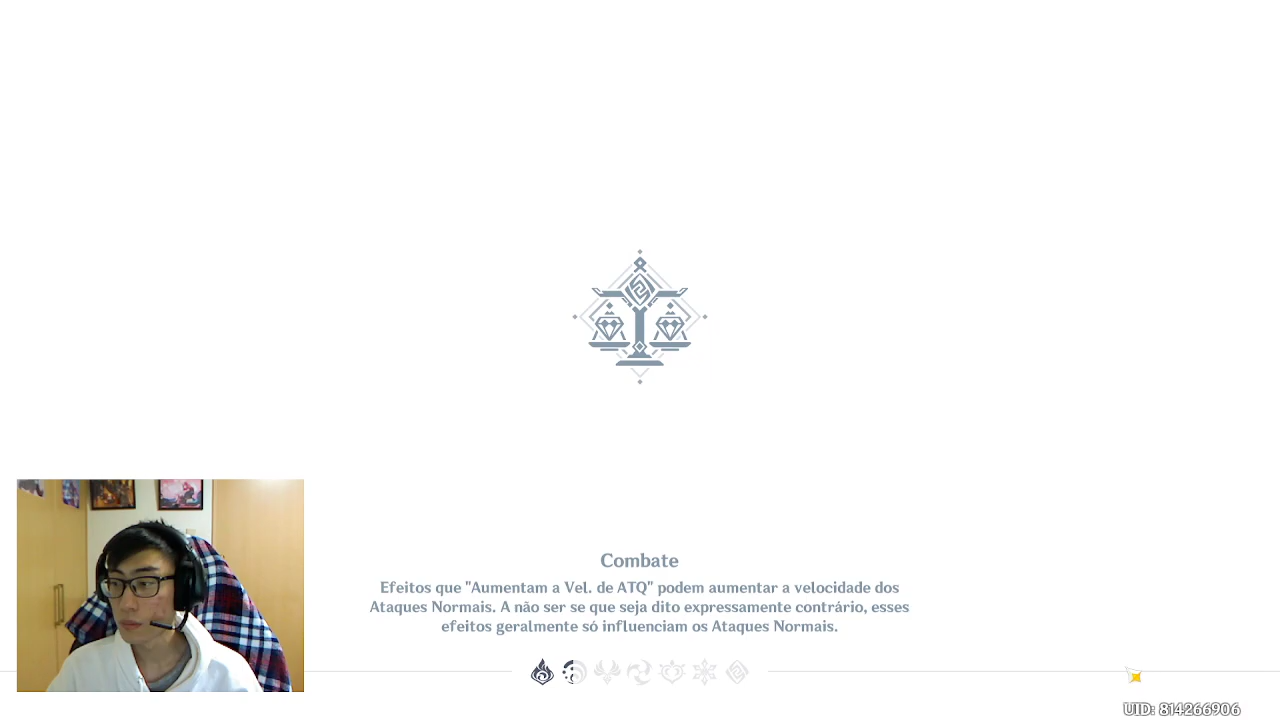 Combate
Efeitos que "Aumentam a Vel. de ATQ" podem aumentar a velocidade dos
Ataques Normais. A não ser se que seja dito expressamente contrário, esses
efeitos geralmente só influenciam os Ataques Normais.
UID: 814266906